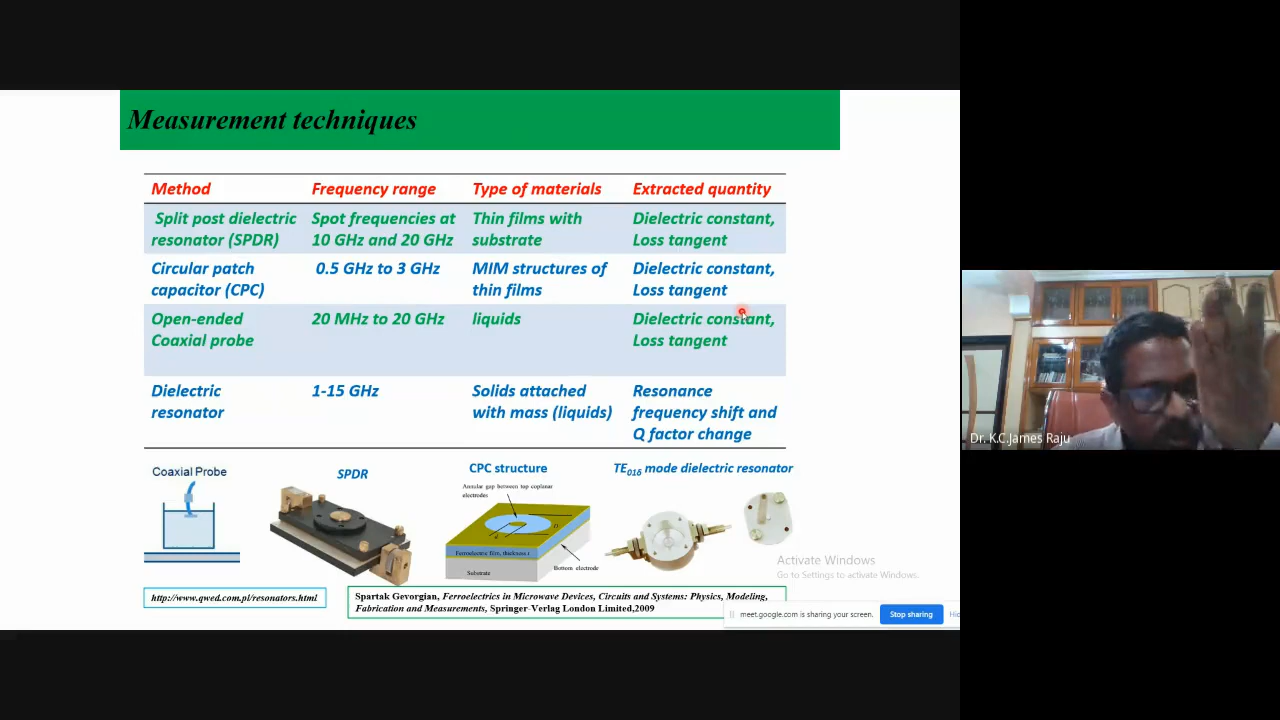 Measurement techniques
Method Frequency range Type of materials Extracted quantity
Split post dielectric resonator (SPDR) Spot frequencies at 10 GHz and 20 GHz Thin films with substrate Dielectric constant, Loss tangent
Circular patch capacitor (CPC) 0.5 GHz to 3 GHz MIM structures of thin films Dielectric constant, Loss tangent
Open-ended Coaxial probe 20 MHz to 20 GHz liquids Dielectric constant, Loss tangent
Dielectric resonator 1-15 GHz Solids attached with mass (liquids) Resonance frequency shift and Q factor change
Coaxial Probe
SPDR
CPC structure
TE01δ mode dielectric resonator
Annular gap between top coplanar
electrodes
Ferroelectric film, thickness t
Substrate
Bottom electrode
http://www.qwed.com.pl/resonators.html
Spartak Gevorgian, Ferroelectrics in Microwave Devices, Circuits and Systems: Physics, Modeling,
Fabrication and Measurements, Springer-Verlag London Limited,2009
Activate Windows
Go to Settings to activate Windows.
meet.google.com is sharing your screen.
Stop sharing
Dr. K.C.James Raju